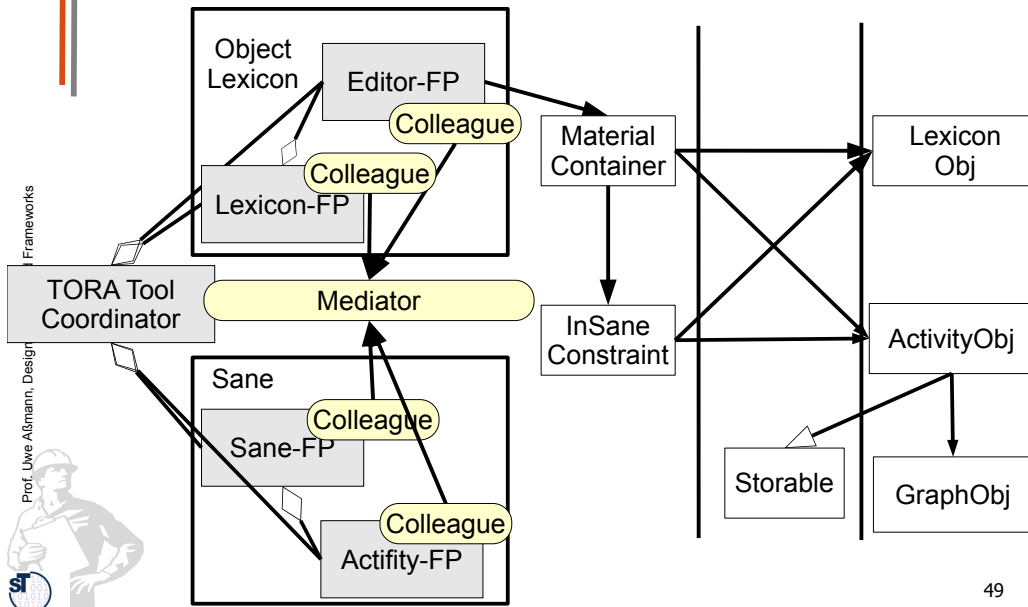 Object
Lexicon
Editor-FP
Colleague
Colleague
Lexicon-FP
Material
Container
Lexicon
Obj
TORA Tool
Coordinator
Mediator
InSane
Constraint
ActivityObj
Sane
Colleague
Sane-FP
Colleague
Actifity-FP
Storable
GraphObj
Prof. Uwe Aßmann, Design
Frameworks
ST
49